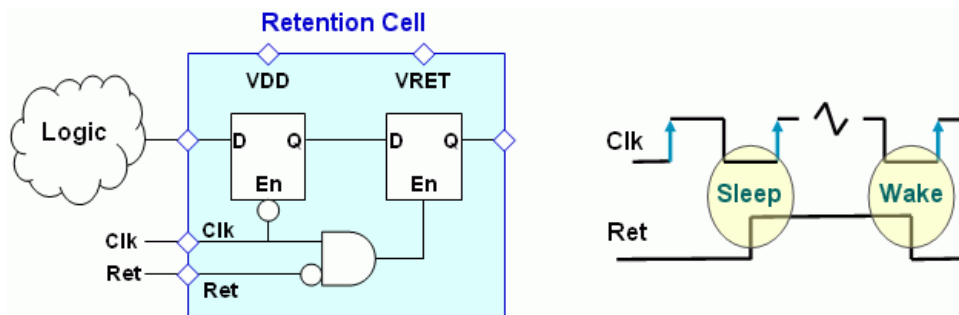 Retention Cell
VDD VRET
Logic
D Q D Q
En En
Clk Clk
Ret Ret
Clk
Sleep Wake
Ret